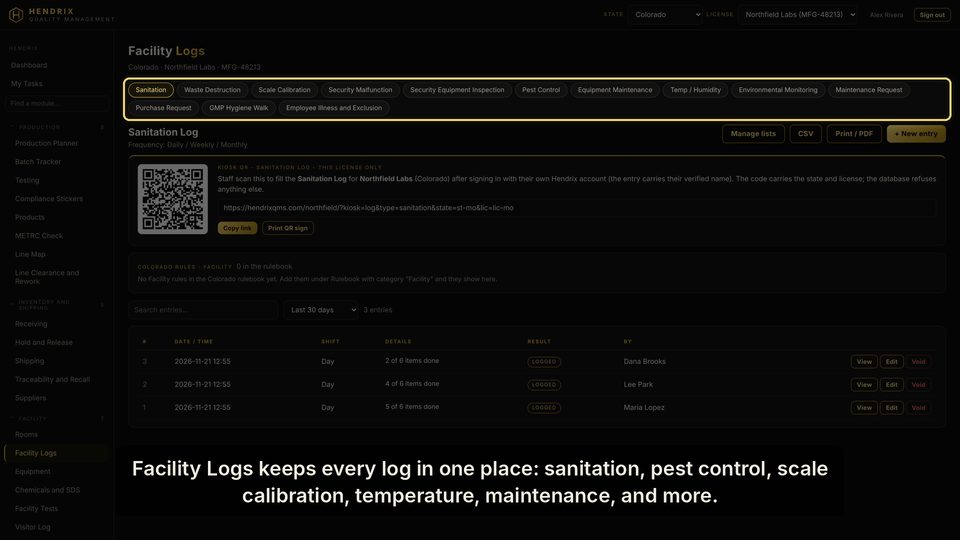 HENDRIX
QUALITY MANAGEMENT
STATE Colorado LICENSE Northfield Labs (MFG-48213) Alex Rivera Sign out
HENDRIX
Dashboard
My Tasks
Find a module...
PRODUCTION 8
Production Planner
Batch Tracker
Testing
Compliance Stickers
Products
METRC Check
Line Map
Line Clearance and
Rework
INVENTORY AND
SHIPPING 5
Receiving
Hold and Release
Shipping
Traceability and Recall
Suppliers
FACILITY 7
Rooms
Facility Logs
Equipment
Chemicals and SDS
Facility Tests
Visitor Log
Facility Logs
Colorado · Northfield Labs · MFG-48213
Sanitation Waste Destruction Scale Calibration Security Malfunction Security Equipment Inspection Pest Control Equipment Maintenance Temp / Humidity Environmental Monitoring Maintenance Request
Purchase Request GMP Hygiene Walk Employee Illness and Exclusion
Sanitation Log
Frequency: Daily / Weekly / Monthly
Manage lists CSV Print / PDF + New entry
KIOSK QR · SANITATION LOG · THIS LICENSE ONLY
Staff scan this to fill the Sanitation Log for Northfield Labs (Colorado) after signing in with their own Hendrix account (the entry carries their verified name). The code carries the state and license; the database refuses
anything else.
https://hendrixqms.com/northfield/?kiosk=log&type=sanitation&state=st-mo&lic=lic-mo
Copy link Print QR sign
COLORADO RULES · FACILITY 0 in the rulebook
No Facility rules in the Colorado rulebook yet. Add them under Rulebook with category "Facility" and they show here.
Search entries... Last 30 days 3 entries
# DATE / TIME SHIFT DETAILS RESULT BY
3 2026-11-21 12:55 Day 2 of 6 items done LOGGED Dana Brooks View Edit Void
2 2026-11-21 12:55 Day 4 of 6 items done LOGGED Lee Park View Edit Void
1 2026-11-21 12:55 Day 5 of 6 items done LOGGED Maria Lopez View Edit Void
Facility Logs keeps every log in one place: sanitation, pest control, scale
calibration, temperature, maintenance, and more.